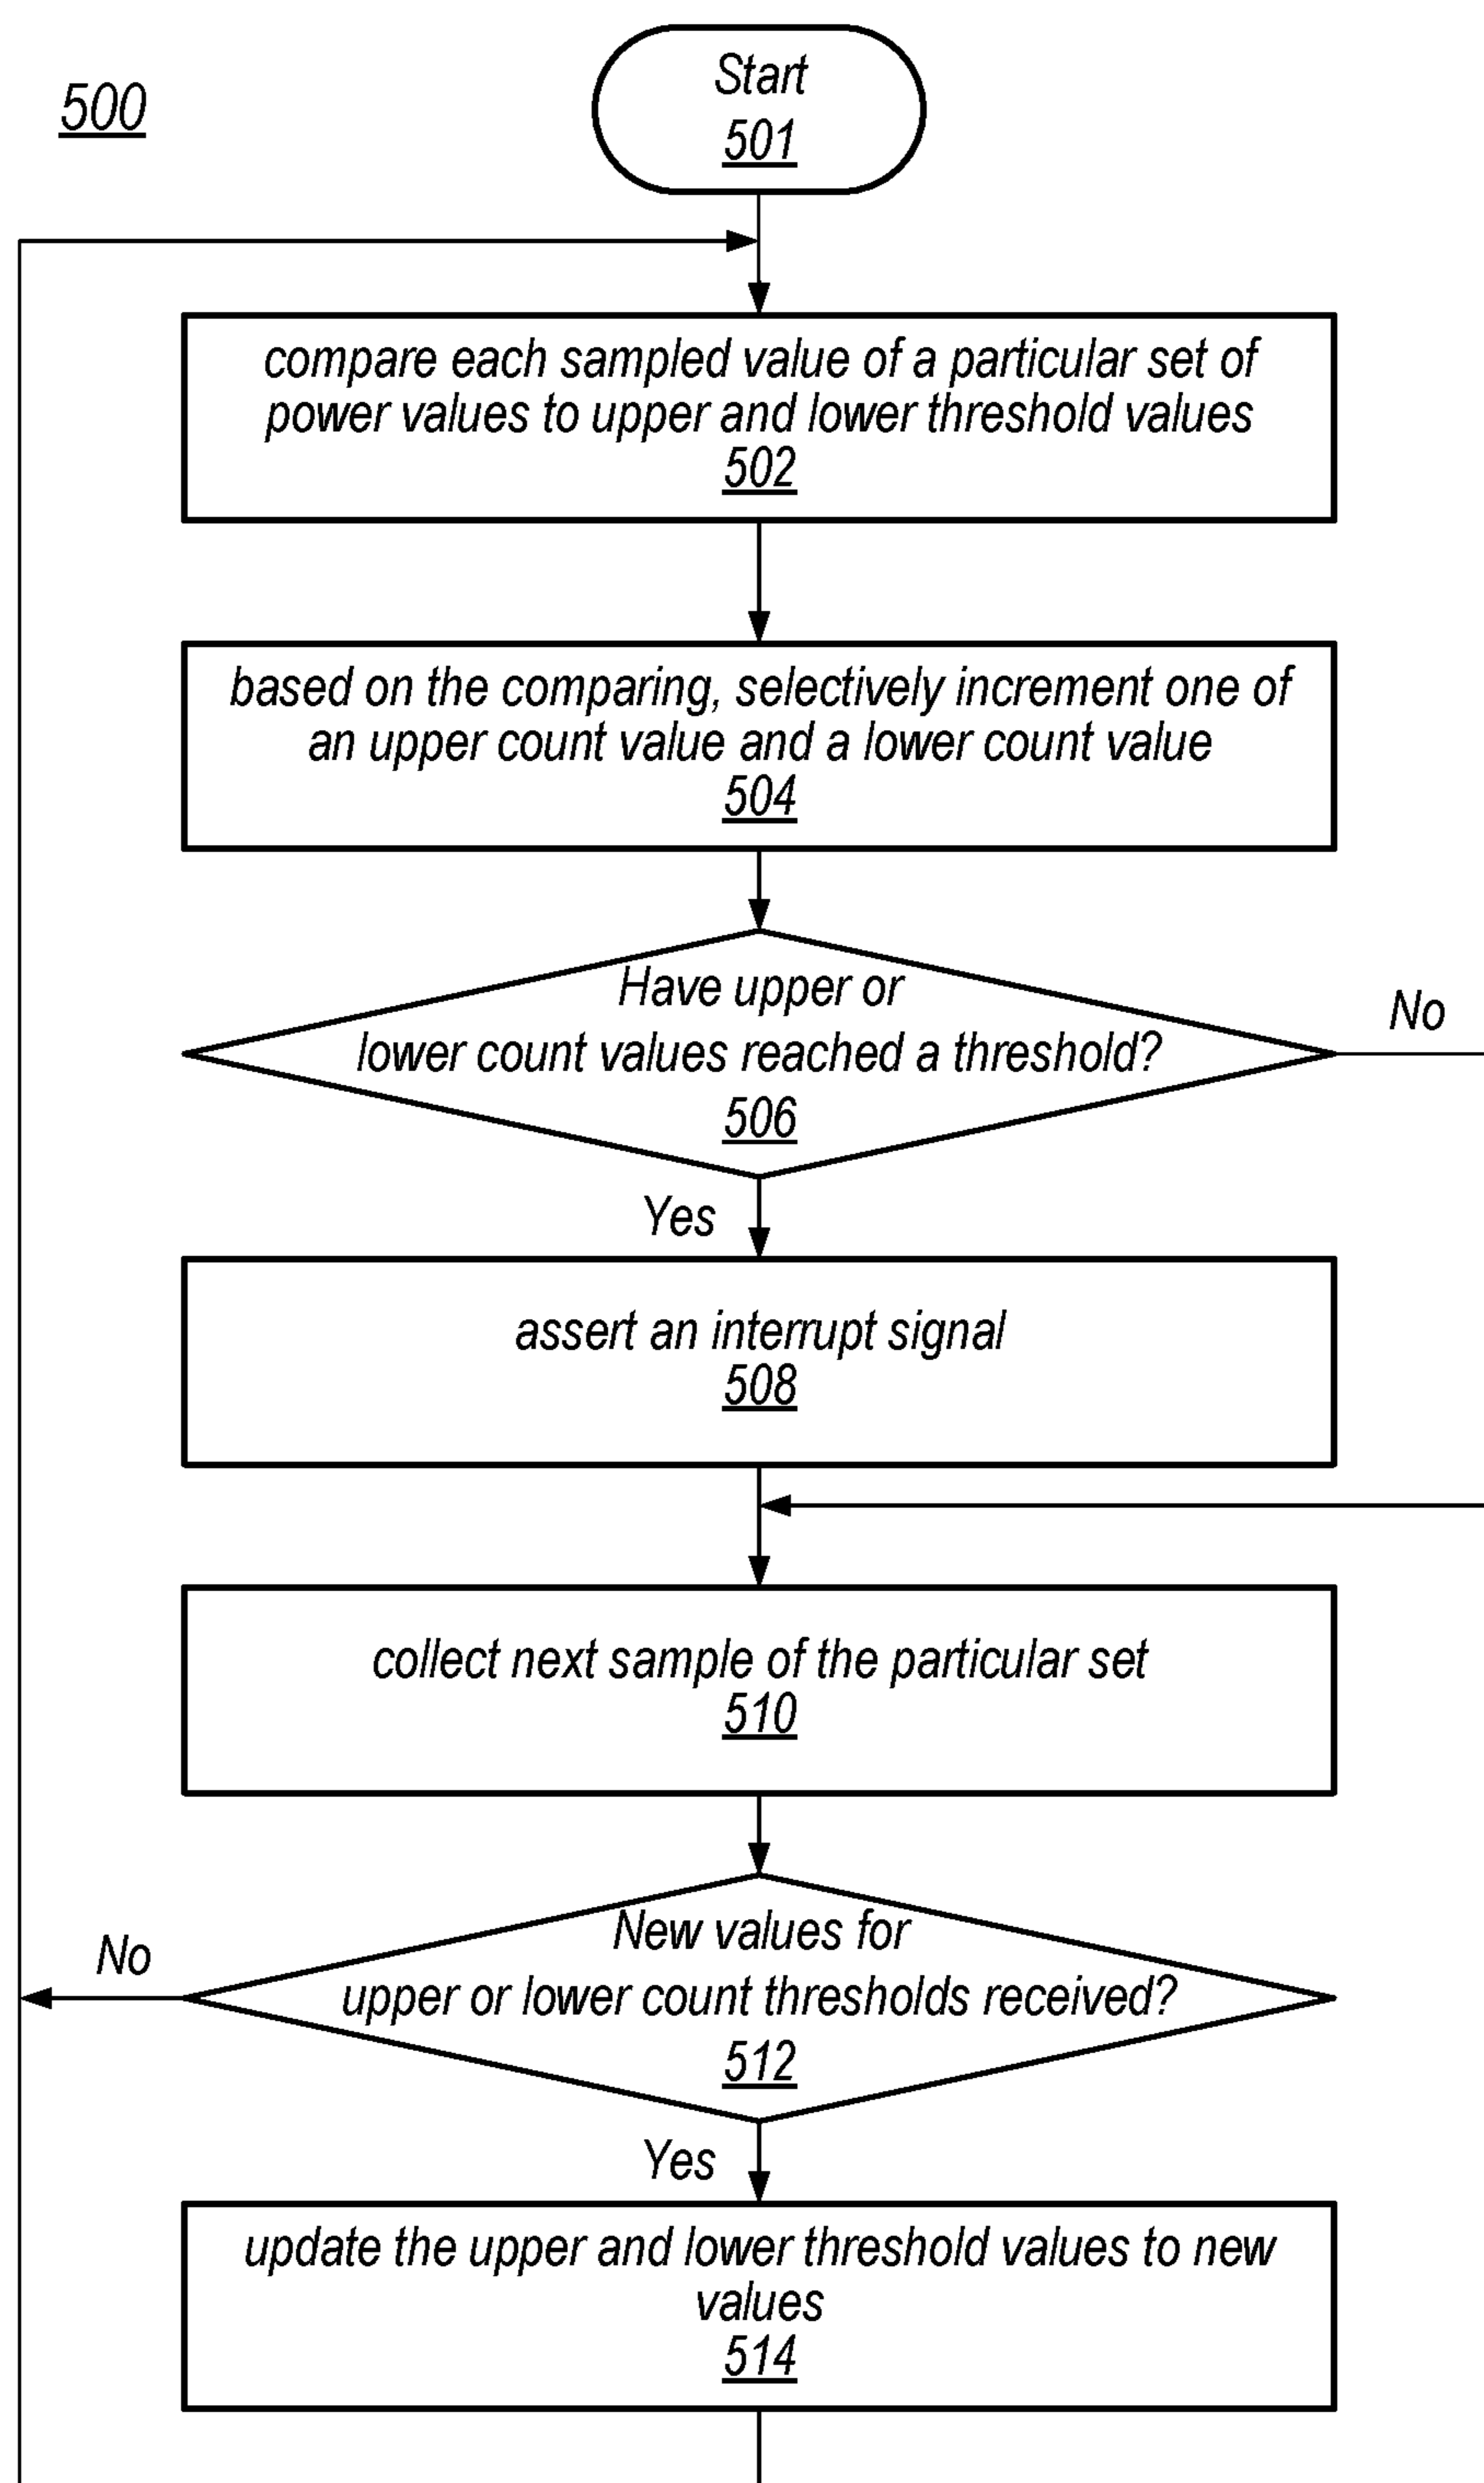 500
Start
501
compare each sampled value of a particular set of
power values to upper and lower threshold values
502
based on the comparing, selectively increment one of
an upper count value and a lower count value
504
Have upper or
lower count values reached a threshold?
506
No
Yes
assert an interrupt signal
508
collect next sample of the particular set
510
New values for
upper or lower count thresholds received?
512
No
Yes
update the upper and lower threshold values to new
values
514